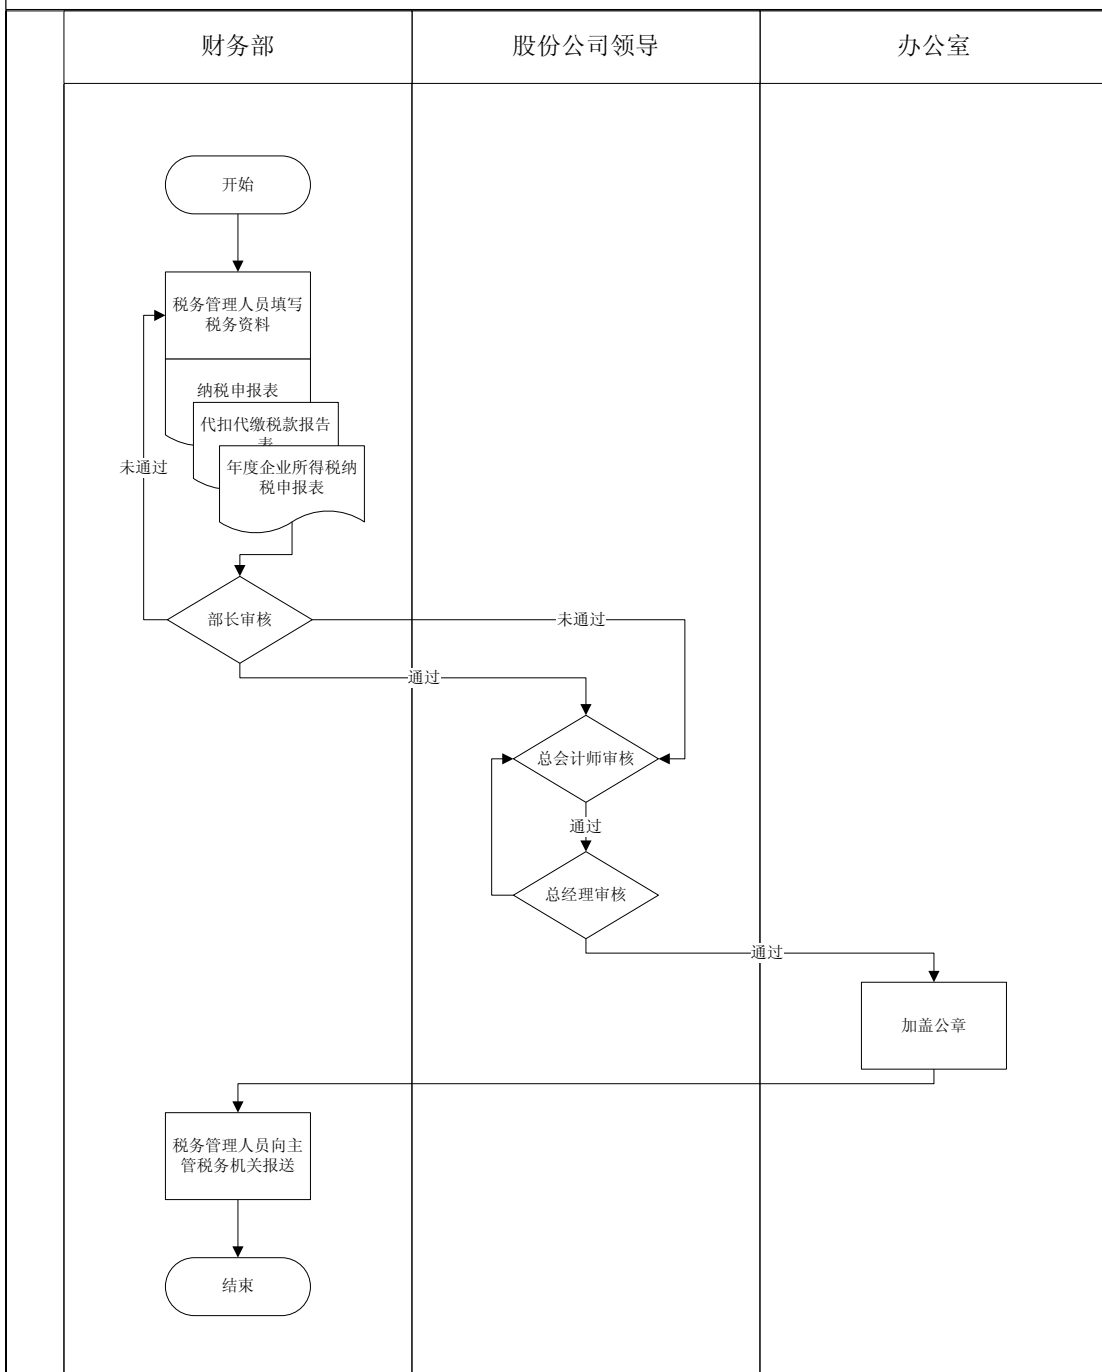 财务部
股份公司领导
办公室
开始
税务管理人员填写
税务资料
纳税申报表
代扣代缴税款报告
表
年度企业所得税纳
税申报表
未通过
部长审核
未通过
通过
总会计师审核
通过
总经理审核
通过
加盖公章
税务管理人员向主
管税务机关报送
结束